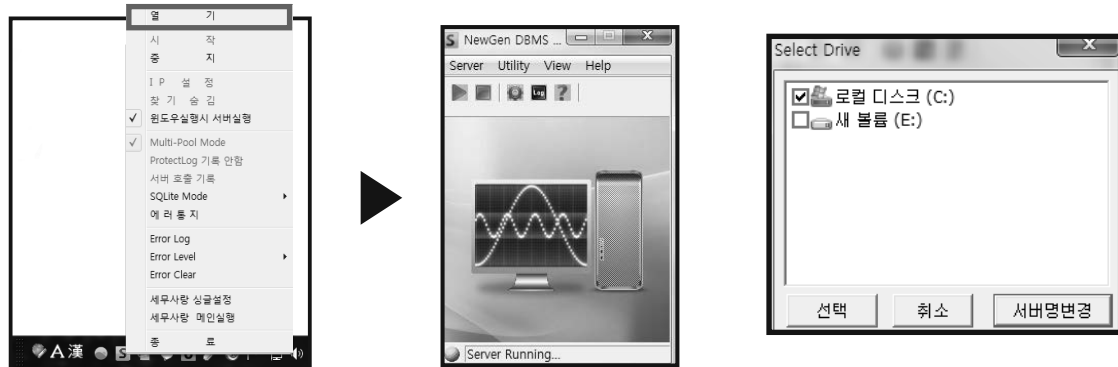 열 기
시 작
중 지
I P 설 정
찾 기 숨 김
✓ 윈도우실행시 서버실행
✓ Multi-Pool Mode
ProtectLog 기록 안함
서버 호출 기록
SQLite Mode
에 러 통 지
Error Log
Error Level
Error Clear
세무사랑 싱글설정
세무사랑 메인실행
종 료
A 漢
S
S NewGen DBMS ...
Server Utility View Help
Log ?
Server Running...
Select Drive
로컬 디스크 (C:)
새 볼륨 (E:)
선택 취소 서버명변경